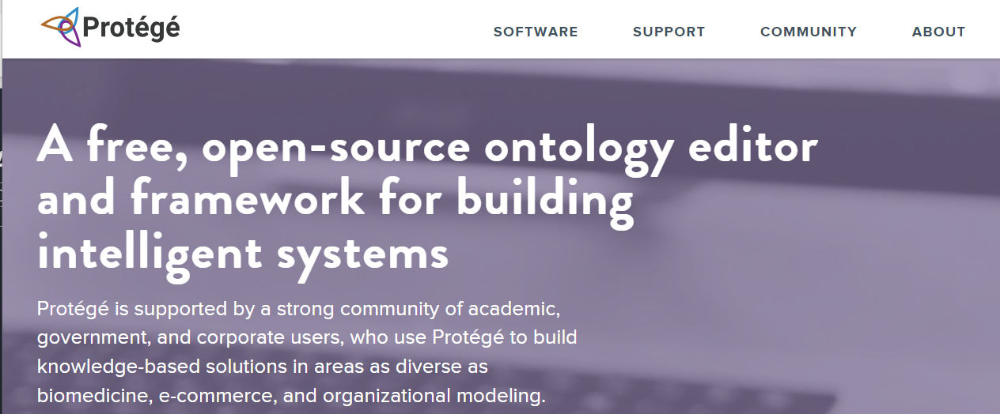 Protégé
SOFTWARE SUPPORT COMMUNITY ABOUT
A free, open-source ontology editor
and framework for building
intelligent systems
Protégé is supported by a strong community of academic,
government, and corporate users, who use Protégé to build
knowledge-based solutions in areas as diverse as
biomedicine, e-commerce, and organizational modeling.